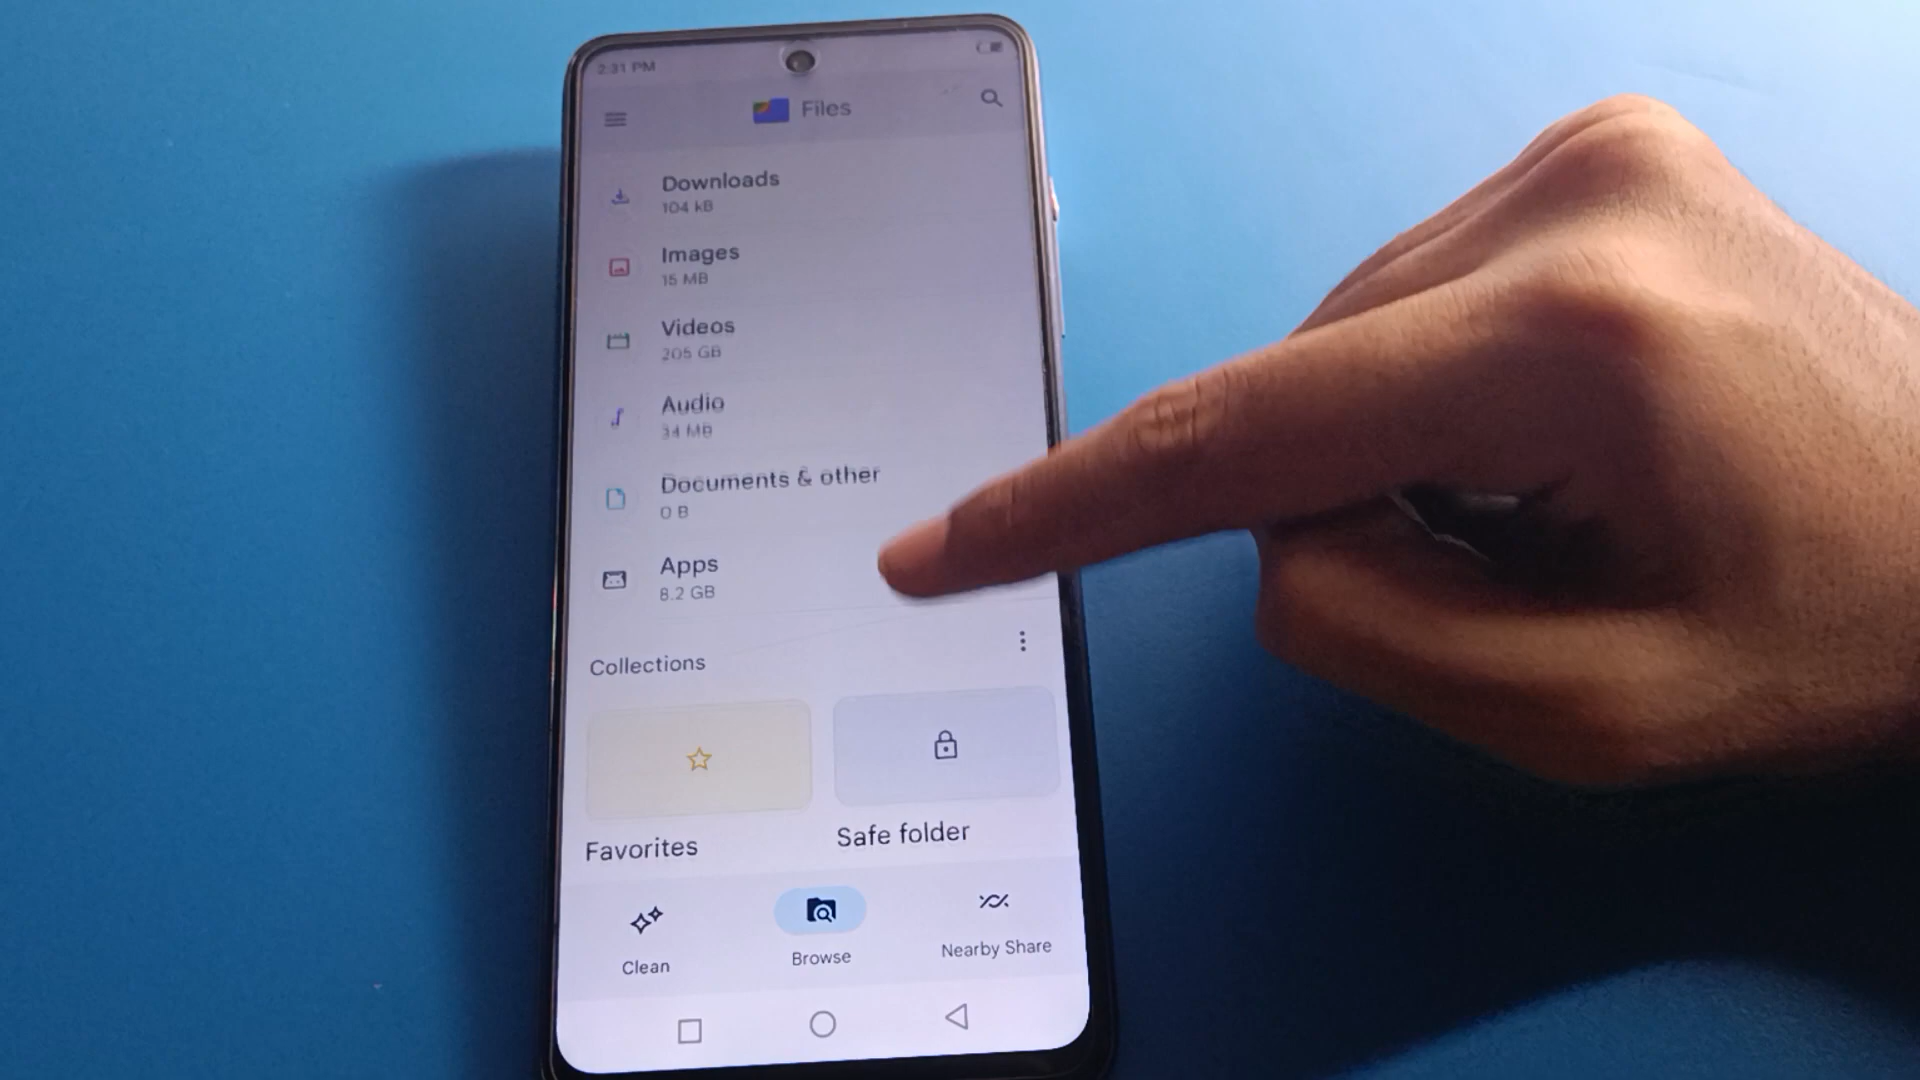 2:31 PM
Files
Downloads
104 kB
Images
15 MB
Videos
205 GB
Audio
34 MB
Documents & other
0 B
Apps
8.2 GB
Collections
Favorites
Safe folder
Clean
Browse
Nearby Share